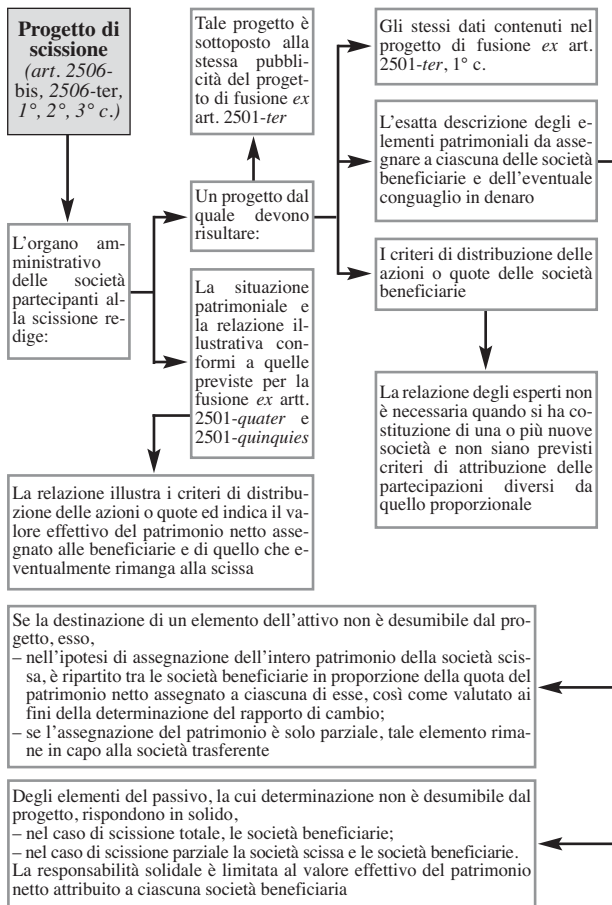 Progetto di
scissione
(art. 2506-
bis, 2506-ter,
1°, 2°, 3° c.)
Tale progetto è
sottoposto alla
stessa pubbli-
cità del proget-
to di fusione ex
art. 2501-ter
Gli stessi dati contenuti nel
progetto di fusione ex art.
2501-ter, 1° c.
L'esatta descrizione degli e-
lementi patrimoniali da asse-
gnare a ciascuna delle società
beneficiarie e dell'eventuale
conguaglio in denaro
Un progetto dal
quale devono
risultare:
L'organo am-
ministrativo
delle società
partecipanti al-
la scissione re-
dige:
I criteri di distribuzione delle
azioni o quote delle società
beneficiarie
La situazione
patrimoniale e
la relazione il-
lustrativa con-
formi a quelle
previste per la
fusione ex artt.
2501-quater e
2501-quinquies
La relazione degli esperti non
è necessaria quando si ha co-
stituzione di una o più nuove
società e non siano previsti
criteri di attribuzione delle
partecipazioni diversi da
quello proporzionale
La relazione illustra i criteri di distribu-
zione delle azioni o quote ed indica il va-
lore effettivo del patrimonio netto asse-
gnato alle beneficiarie e di quello che e-
ventualmente rimanga alla scissa
Se la destinazione di un elemento dell'attivo non è desumibile dal pro-
getto, esso,
– nell'ipotesi di assegnazione dell'intero patrimonio della società scis-
sa, è ripartito tra le società beneficiarie in proporzione della quota del
patrimonio netto assegnato a ciascuna di esse, così come valutato ai
fini della determinazione del rapporto di cambio;
– se l'assegnazione del patrimonio è solo parziale, tale elemento rima-
ne in capo alla società trasferente
Degli elementi del passivo, la cui determinazione non è desumibile dal
progetto, rispondono in solido,
– nel caso di scissione totale, le società beneficiarie;
– nel caso di scissione parziale la società scissa e le società beneficiarie.
La responsabilità solidale è limitata al valore effettivo del patrimonio
netto attribuito a ciascuna società beneficiaria